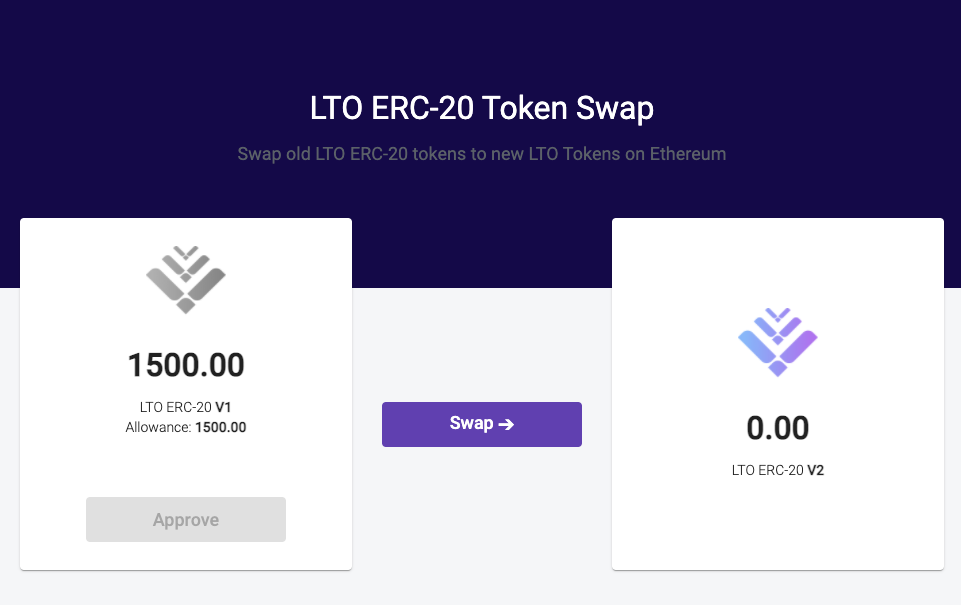 LTO ERC-20 Token Swap
Swap old LTO ERC-20 tokens to new LTO Tokens on Ethereum
1500.00
LTO ERC-20 V1
Allowance: 1500.00
Approve
Swap →
0.00
LTO ERC-20 V2